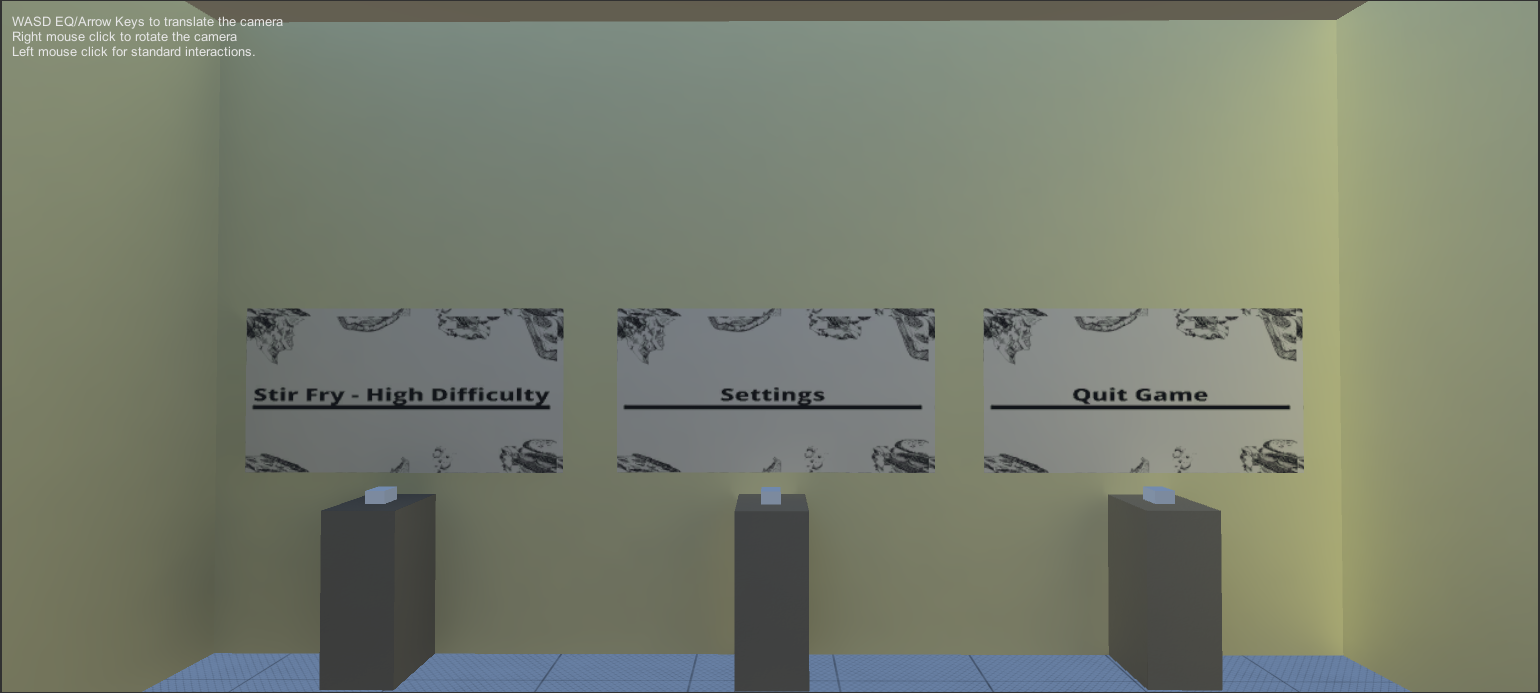 WASD EQ/Arrow Keys to translate the camera
Right mouse click to rotate the camera
Left mouse click for standard interactions.
Stir Fry - High Difficulty
Settings
Quit Game